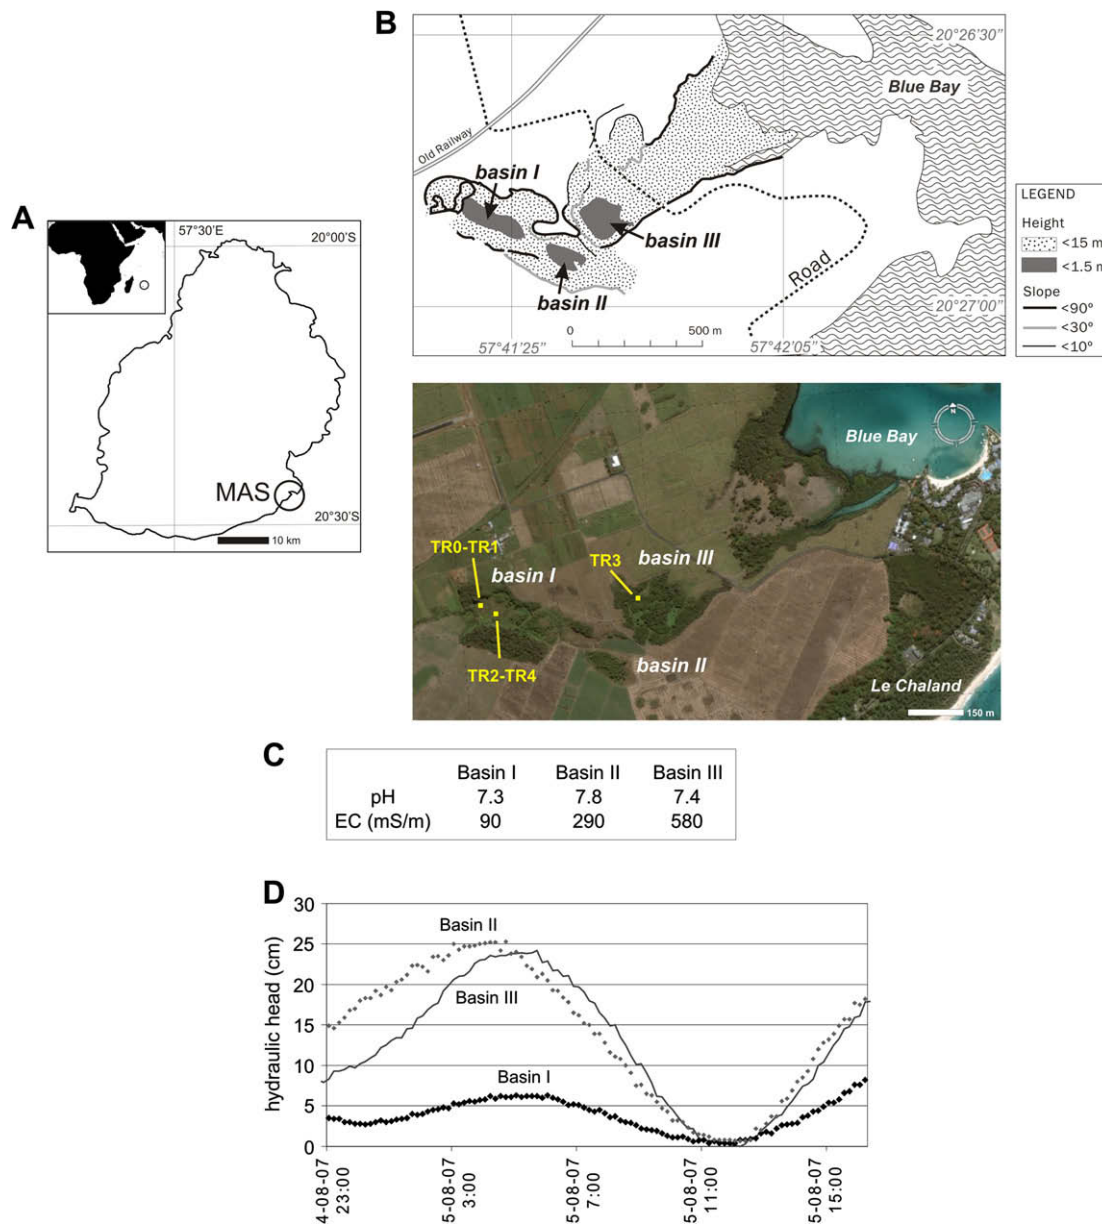 A
57°30'E
20°00'S
MAS
20°30'S
10 km
B
20°26'30"
Blue Bay
Old Railway
basin I
basin III
basin II
Road
0 500 m
20°27'00"
57°41'25" 57°42'05"
LEGEND
Height
<15 m
<1.5 m
Slope
<90º
<30º
<10º
Blue Bay
N
TR0-TR1
basin I
TR3
basin III
TR2-TR4
basin II
Le Chaland
150 m
C
Basin I Basin II Basin III
pH 7.3 7.8 7.4
EC (mS/m) 90 290 580
D
hydraulic head (cm)
30
25
20
15
10
5
0
Basin II
Basin III
Basin I
4-08-07 23:00
5-08-07 3:00
5-08-07 7:00
5-08-07 11:00
5-08-07 15:00